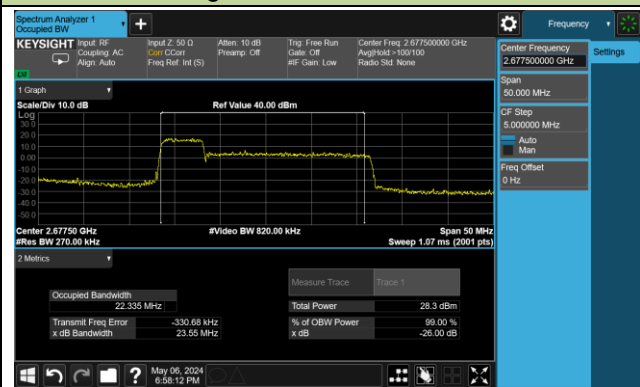 Spectrum Analyzer 1
Occupied BW
Frequency
KEYSIGHT
Input: RF
Coupling: AC
Align: Auto
Input Z: 50 Ω
Corr CCorr
Freq Ref: Int (S)
Atten: 10 dB
Preamp: Off
Trig: Free Run
Gate: Off
#IF Gain: Low
Center Freq: 2.677500000 GHz
Avg|Hold:>100/100
Radio Std: None
Center Frequency
2.677500000 GHz
Settings
Span
50.000 MHz
CF Step
5.000000 MHz
Auto
Man
Freq Offset
0 Hz
1 Graph
Scale/Div 10.0 dB
Ref Value 40.00 dBm
Log
30.0
20.0
10.0
0.00
-10.0
-20.0
-30.0
-40.0
-50.0
Center 2.67750 GHz
#Video BW 820.00 kHz
Span 50 MHz
#Res BW 270.00 kHz
Sweep 1.07 ms (2001 pts)
2 Metrics
Measure Trace
Trace 1
Occupied Bandwidth
22.335 MHz
Total Power
28.3 dBm
Transmit Freq Error
-330.68 kHz
% of OBW Power
99.00 %
x dB Bandwidth
23.55 MHz
x dB
-26.00 dB
?
May 06, 2024
6:58:12 PM